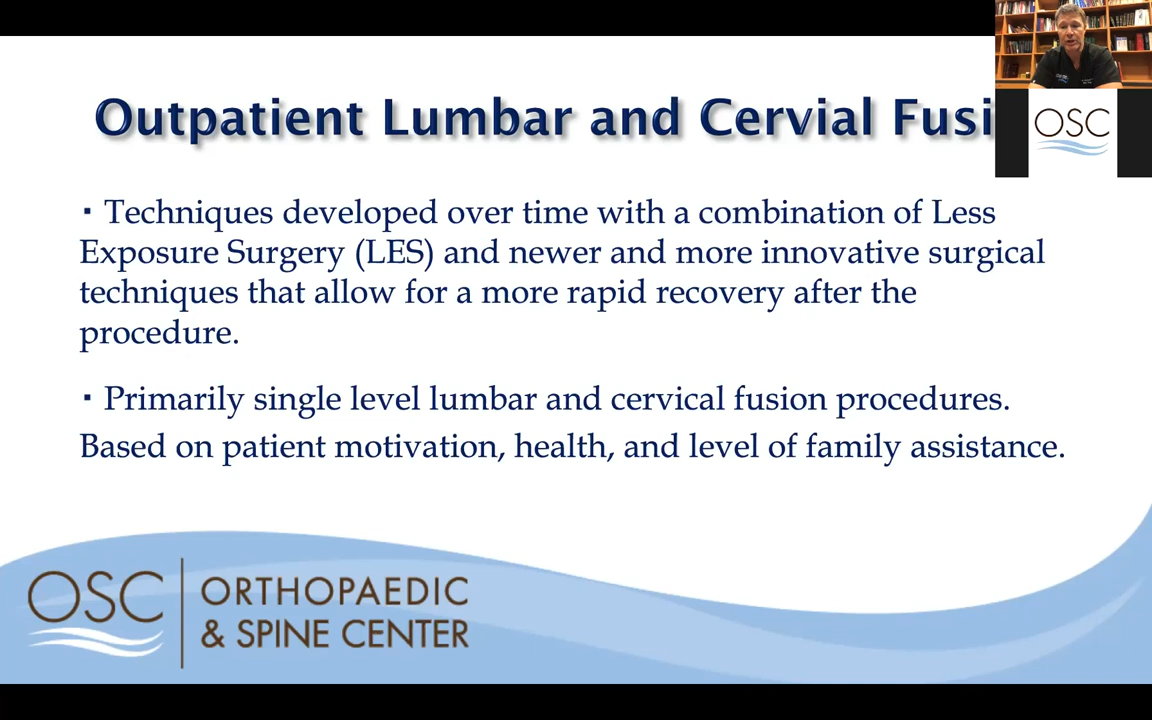 Outpatient Lumbar and Cervial Fusi
OSC
▪ Techniques developed over time with a combination of Less
Exposure Surgery (LES) and newer and more innovative surgical
techniques that allow for a more rapid recovery after the
procedure.
▪ Primarily single level lumbar and cervical fusion procedures.
Based on patient motivation, health, and level of family assistance.
OSC
ORTHOPAEDIC
& SPINE CENTER